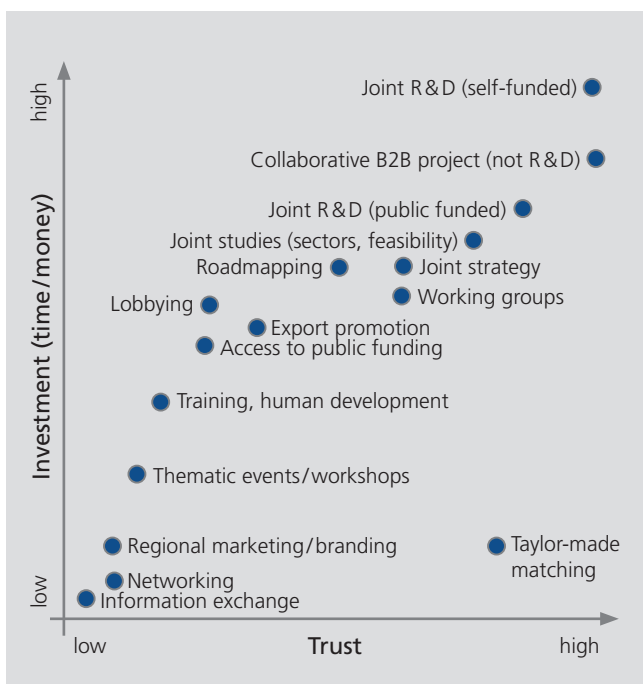 high
Investment (time/money)
low
Joint R&D (self-funded)
Collaborative B2B project (not R&D)
Joint R&D (public funded)
Joint studies (sectors, feasibility)
Roadmapping
Joint strategy
Working groups
Lobbying
Export promotion
Access to public funding
Training, human development
Thematic events/workshops
Regional marketing/branding
Taylor-made
matching
Networking
Information exchange
low
Trust
high